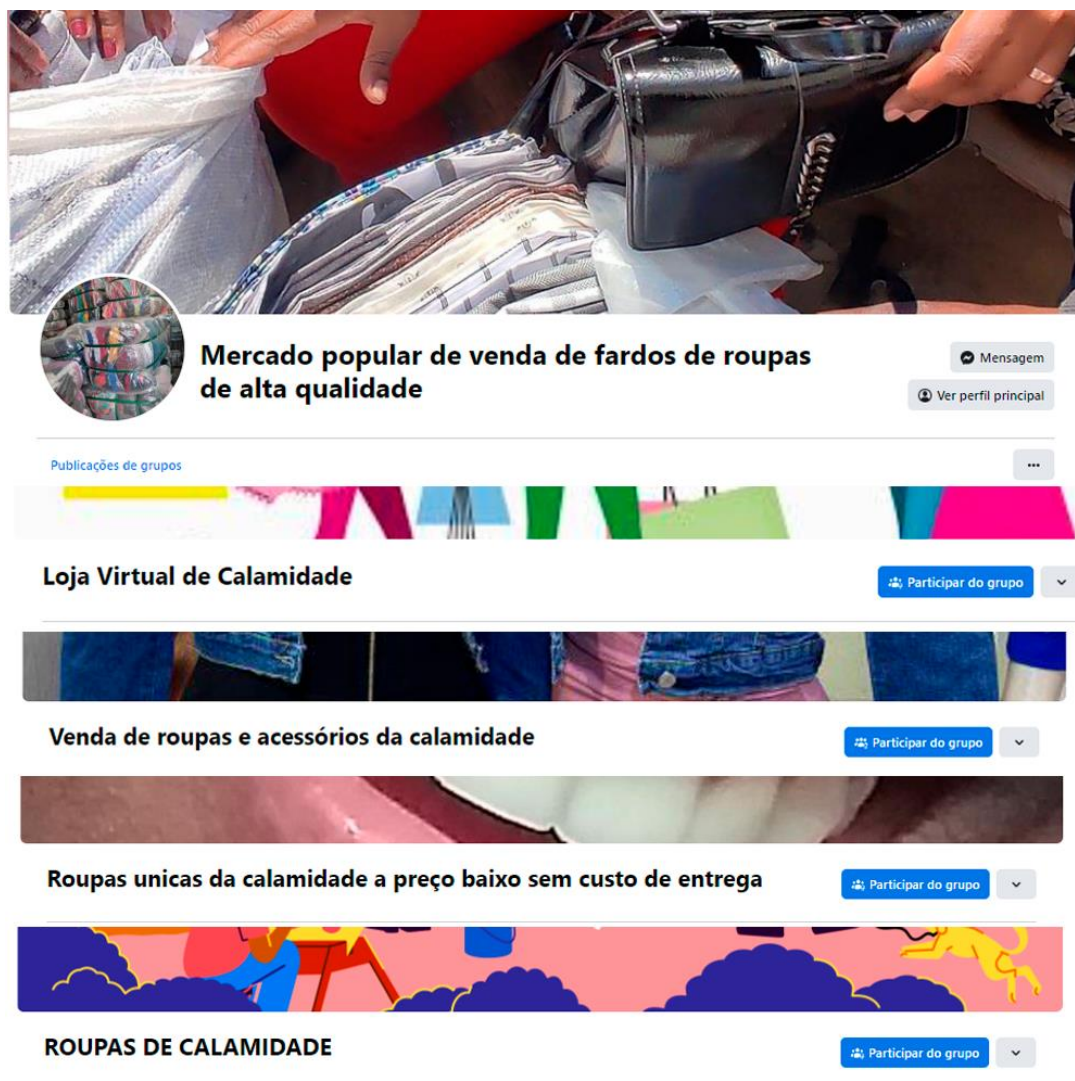 Mercado popular de venda de fardos de roupas
de alta qualidade
Mensagem
Ver perfil principal
Publicações de grupos
Loja Virtual de Calamidade
Participar do grupo
Venda de roupas e acessórios da calamidade
Participar do grupo
Roupas unicas da calamidade a preço baixo sem custo de entrega
Participar do grupo
ROUPAS DE CALAMIDADE
Participar do grupo